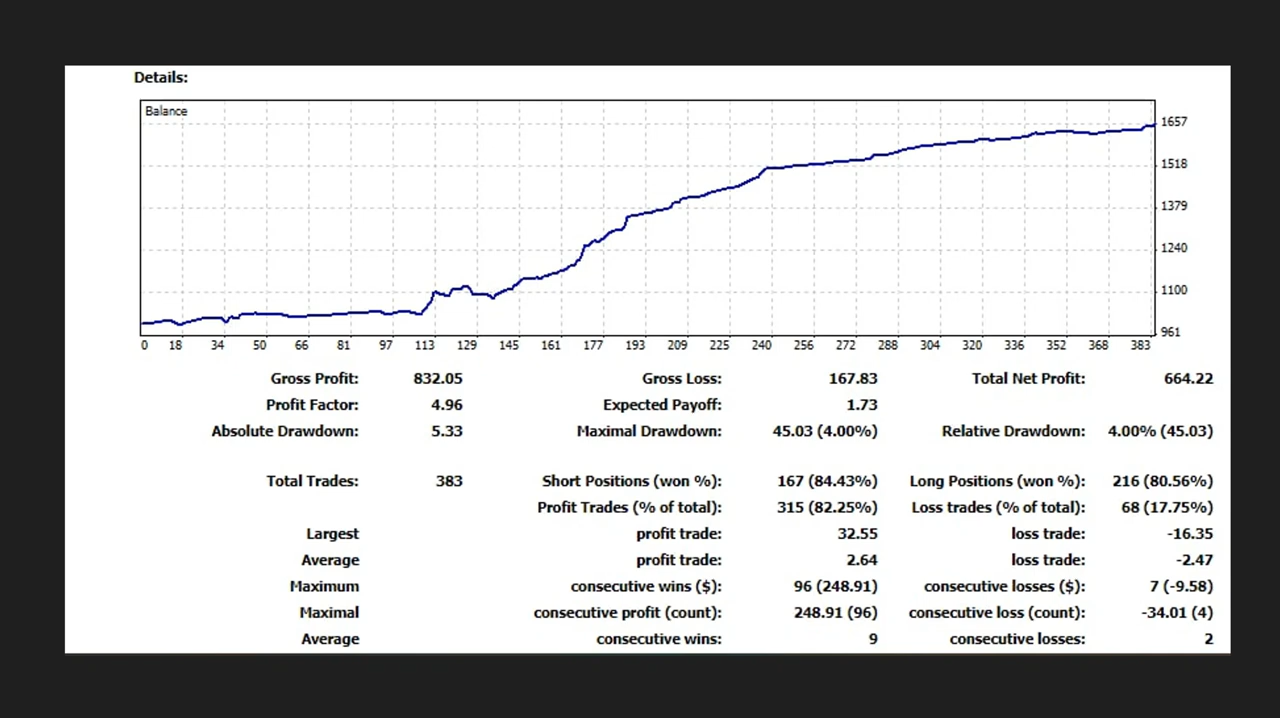 Details:
Balance
1657
1518
1379
1240
1100
961
0 18 34 50 66 81 97 113 129 145 161 177 193 209 225 240 256 272 288 304 320 336 352 368 383
Gross Profit: 832.05 Gross Loss: 167.83 Total Net Profit: 664.22
Profit Factor: 4.96 Expected Payoff: 1.73
Absolute Drawdown: 5.33 Maximal Drawdown: 45.03 (4.00%) Relative Drawdown: 4.00% (45.03)
Total Trades: 383 Short Positions (won %): 167 (84.43%) Long Positions (won %): 216 (80.56%)
Profit Trades (% of total): 315 (82.25%) Loss trades (% of total): 68 (17.75%)
Largest profit trade: 32.55 loss trade: -16.35
Average profit trade: 2.64 loss trade: -2.47
Maximum consecutive wins ($): 96 (248.91) consecutive losses ($): 7 (-9.58)
Maximal consecutive profit (count): 248.91 (96) consecutive loss (count): -34.01 (4)
Average consecutive wins: 9 consecutive losses: 2